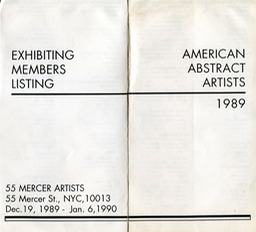 EXHIBITING
MEMBERS
LISTING
55 MERCER ARTISTS
55 Mercer St., NYC,10013
Dec.19, 1989 - Jan. 6,1990
AMERICAN
ABSTRACT
ARTISTS
1989